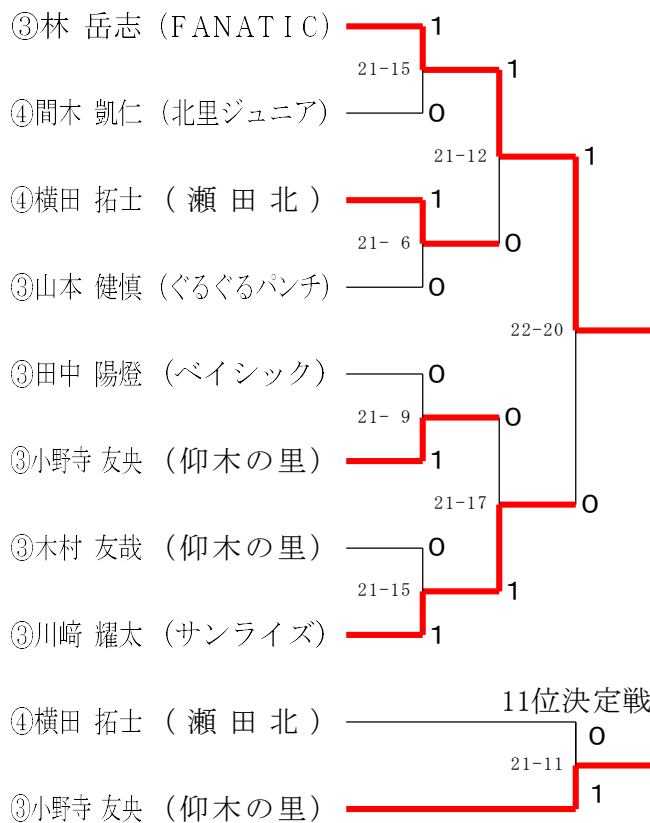 ③林 岳志 (FANATIC)
1
21-15
1
④間木 凱仁 (北里ジュニア)
0
21-12
1
④横田 拓士 (瀬田北)
1
21- 6
0
③山本 健慎 (ぐるぐるパンチ)
0
22-20
③田中 陽燈 (ベイシック)
0
21- 9
0
③小野寺 友央 (仰木の里)
1
21-17
0
③木村 友哉 (仰木の里)
0
21-15
1
③川﨑 耀太 (サンライズ)
1
11位決定戦
④横田 拓士 (瀬田北)
0
21-11
1
③小野寺 友央 (仰木の里)